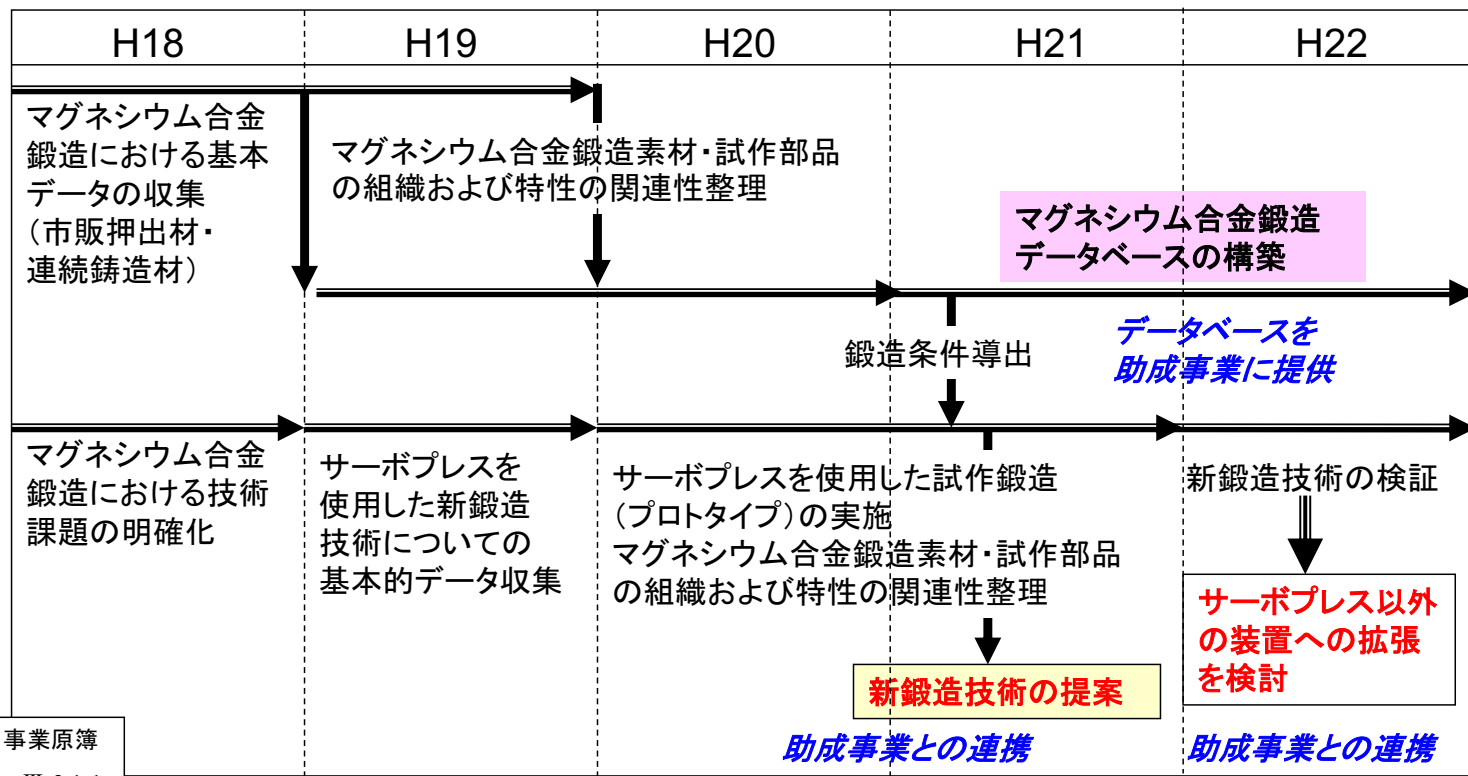 H18
H19
H20
H21
H22
マグネシウム合金
鍛造における基本
データの収集
（市販押出材・
連続鋳造材）
マグネシウム合金鍛造素材・試作部品
の組織および特性の関連性整理
マグネシウム合金鍛造
データベースの構築
データベースを
助成事業に提供
鍛造条件導出
マグネシウム合金
鍛造における技術
課題の明確化
サーボプレスを
使用した新鍛造
技術についての
基本的データ収集
サーボプレスを使用した試作鍛造
（プロトタイプ）の実施
マグネシウム合金鍛造素材・試作部品
の組織および特性の関連性整理
新鍛造技術の検証
サーボプレス以外
の装置への拡張
を検討
新鍛造技術の提案
助成事業との連携
助成事業との連携
事業原簿